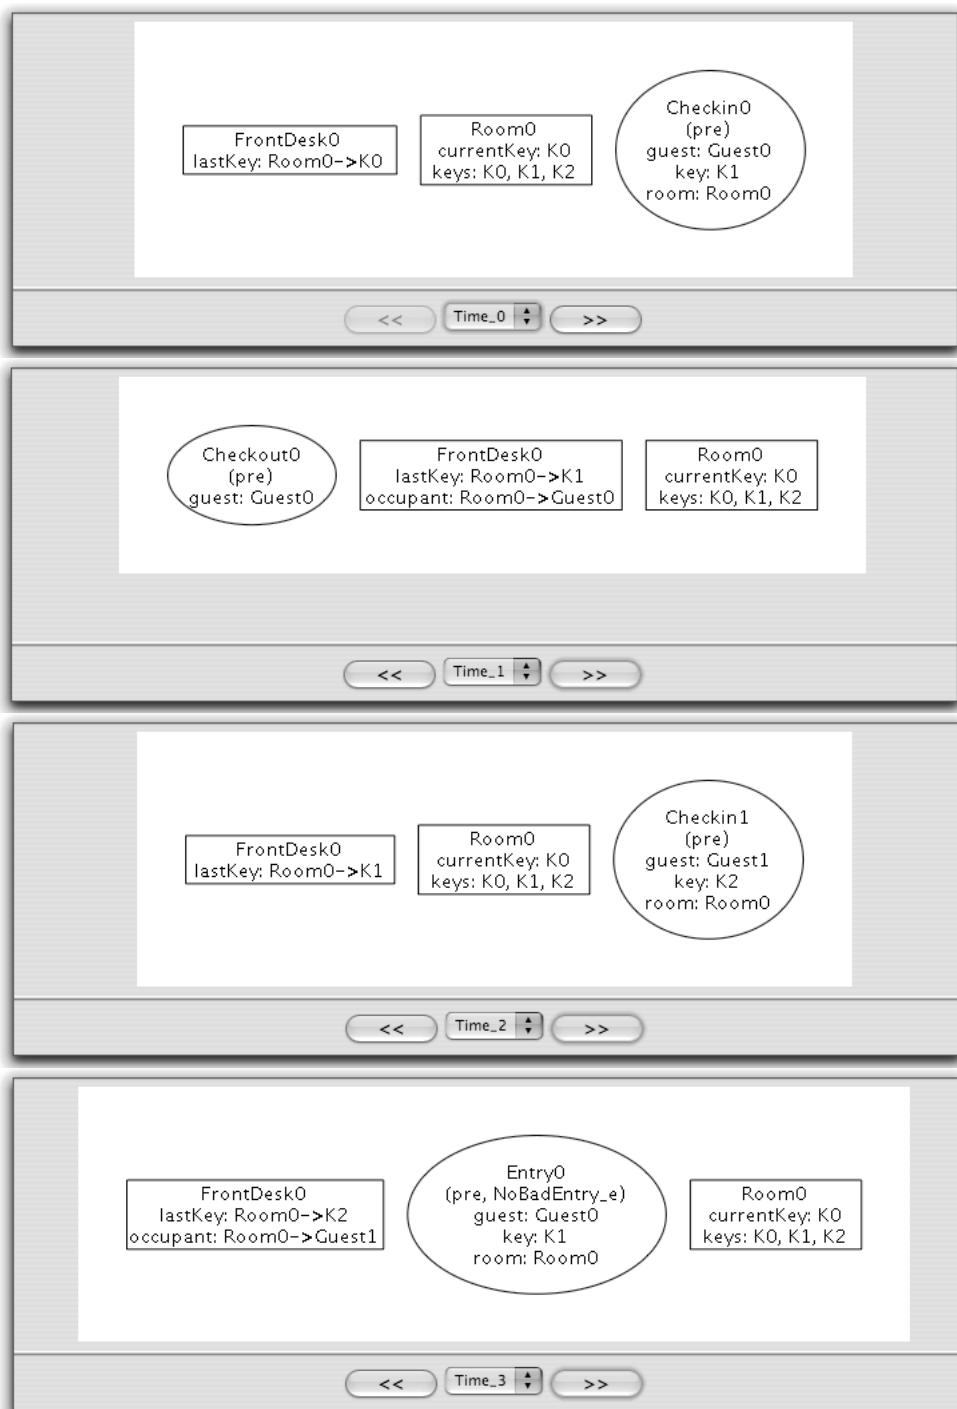 FrontDesk0
lastKey: Room0->K0
Room0
currentKey: K0
keys: K0, K1, K2
Checkin0
(pre)
guest: Guest0
key: K1
room: Room0
<<
Time_0
>>
Checkout0
(pre)
guest: Guest0
FrontDesk0
lastKey: Room0->K1
occupant: Room0->Guest0
Room0
currentKey: K0
keys: K0, K1, K2
<<
Time_1
>>
FrontDesk0
lastKey: Room0->K1
Room0
currentKey: K0
keys: K0, K1, K2
Checkin1
(pre)
guest: Guest1
key: K2
room: Room0
<<
Time_2
>>
FrontDesk0
lastKey: Room0->K2
occupant: Room0->Guest1
Entry0
(pre, NoBadEntry_e)
guest: Guest0
key: K1
room: Room0
Room0
currentKey: K0
keys: K0, K1, K2
<<
Time_3
>>